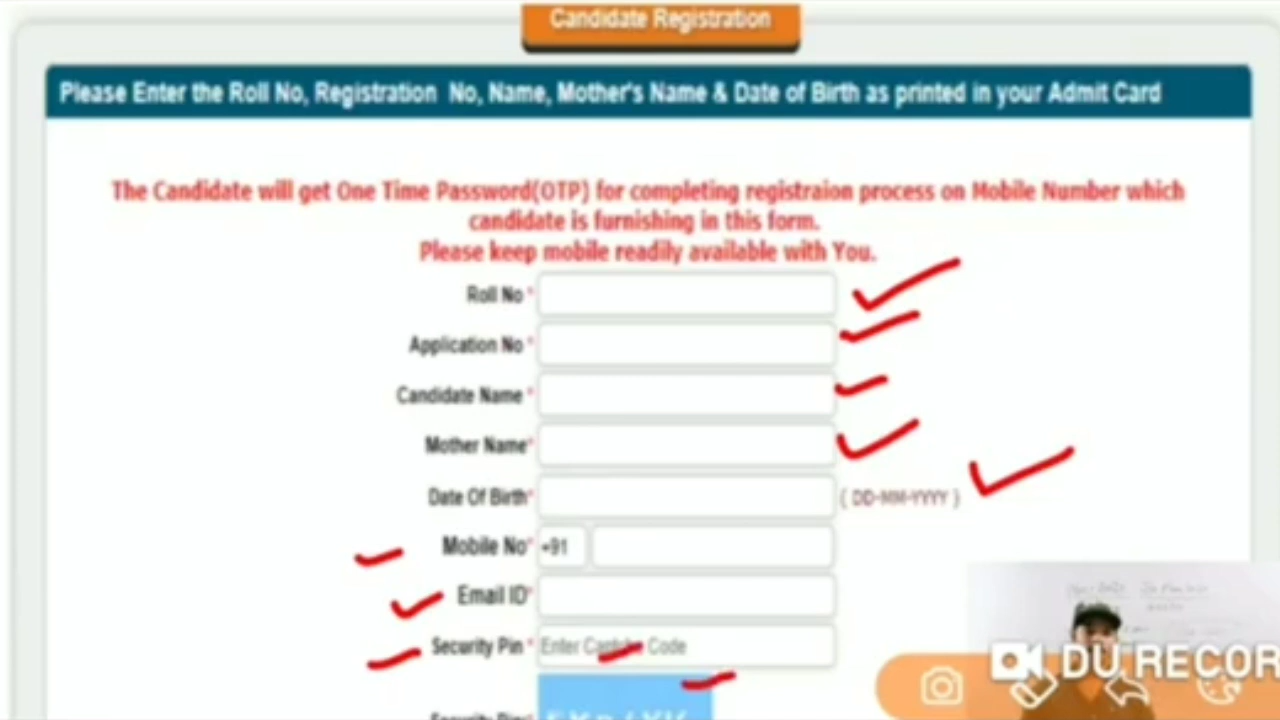 Candidate Registration
Please Enter the Roll No, Registration No, Name, Mother's Name & Date of Birth as printed in your Admit Card
The Candidate will get One Time Password(OTP) for completing registraion process on Mobile Number which
candidate is furnishing in this form.
Please keep mobile readily available with You.
Roll No *
Application No *
Candidate Name *
Mother Name*
Date Of Birth* ( DD-MM-YYYY )
Mobile No* +91
Email ID*
Security Pin * Enter Captcha Code
DU RECOR